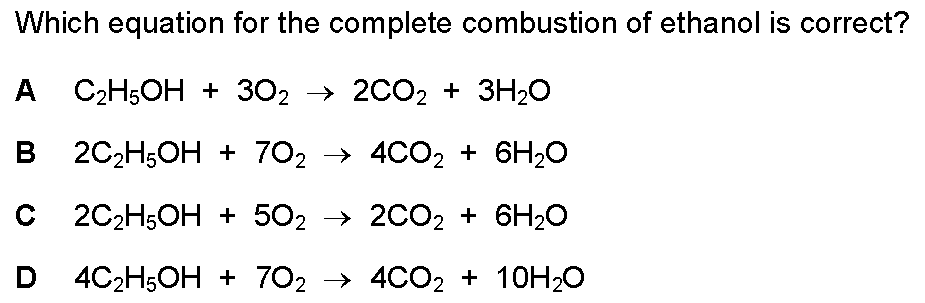 Which equation for the complete combustion of ethanol is correct?
A C₂H₅OH + 3O₂ → 2CO₂ + 3H₂O
B 2C₂H₅OH + 7O₂ → 4CO₂ + 6H₂O
C 2C₂H₅OH + 5O₂ → 2CO₂ + 6H₂O
D 4C₂H₅OH + 7O₂ → 4CO₂ + 10H₂O